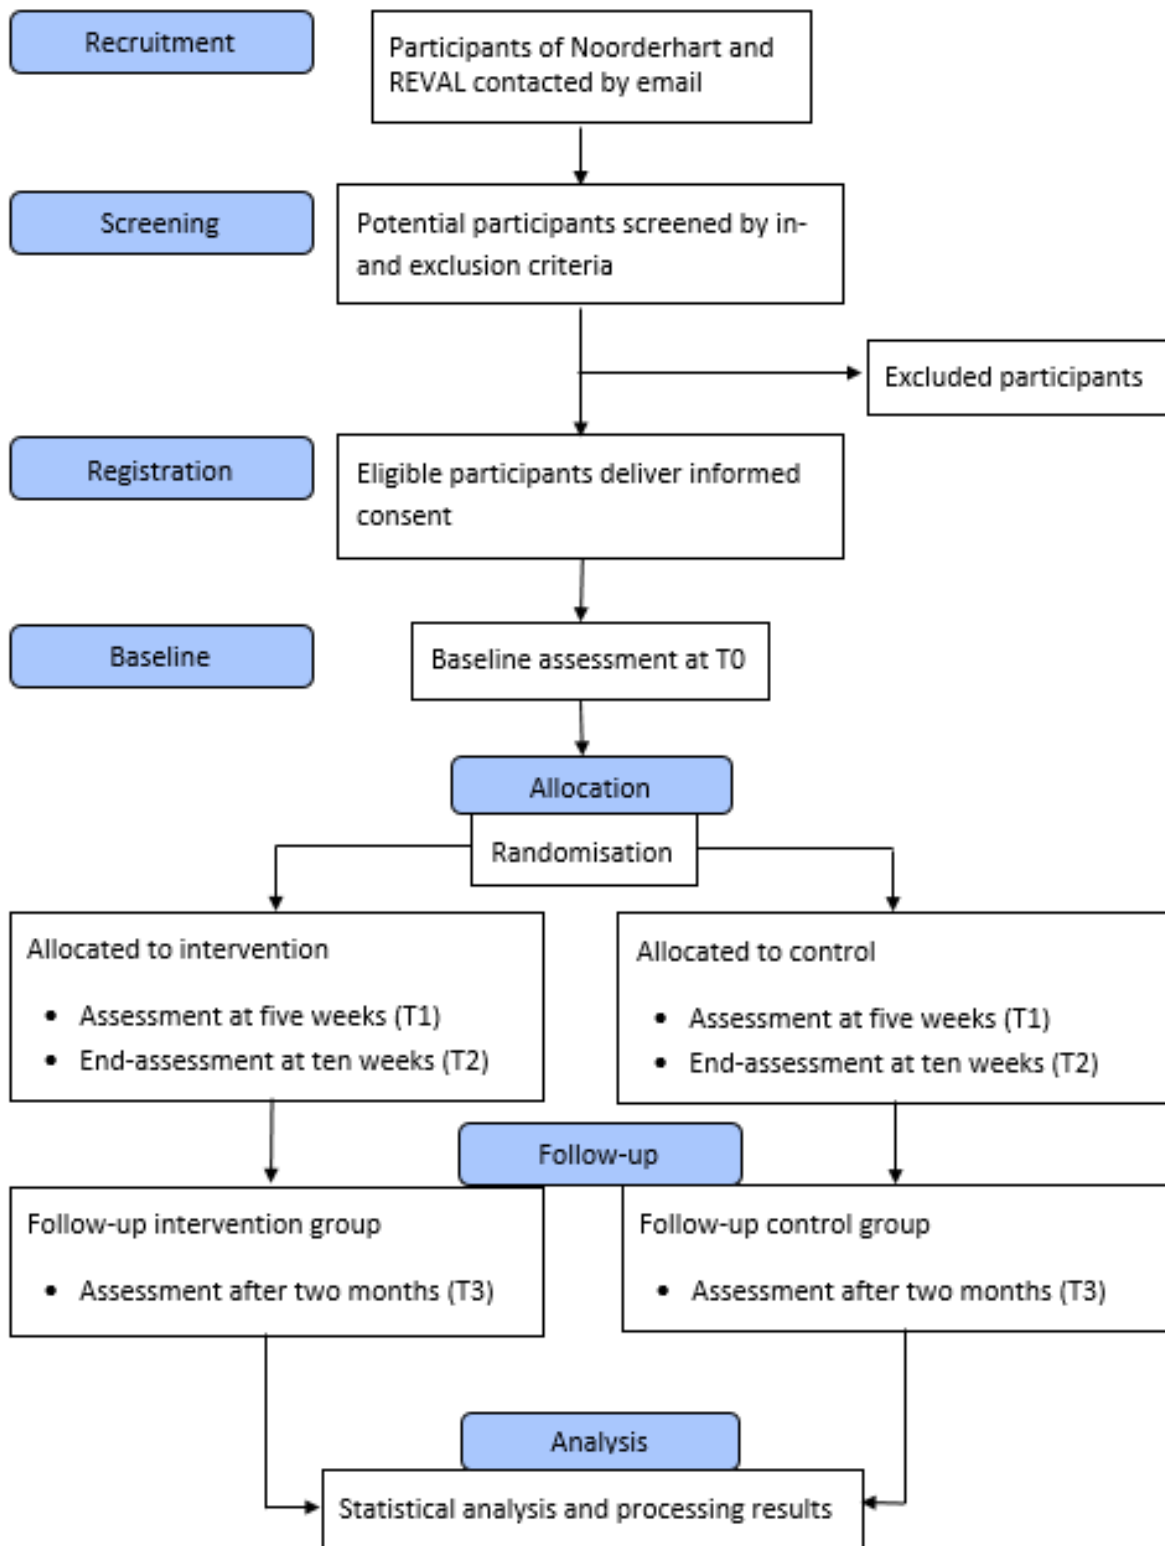 Recruitment
Participants of Noorderhart and
REVAL contacted by email
Screening
Potential participants screened by in-
and exclusion criteria
Excluded participants
Registration
Eligible participants deliver informed
consent
Baseline
Baseline assessment at T0
Allocation
Randomisation
Allocated to intervention
• Assessment at five weeks (T1)
• End-assessment at ten weeks (T2)
Allocated to control
• Assessment at five weeks (T1)
• End-assessment at ten weeks (T2)
Follow-up
Follow-up intervention group
• Assessment after two months (T3)
Follow-up control group
• Assessment after two months (T3)
Analysis
Statistical analysis and processing results